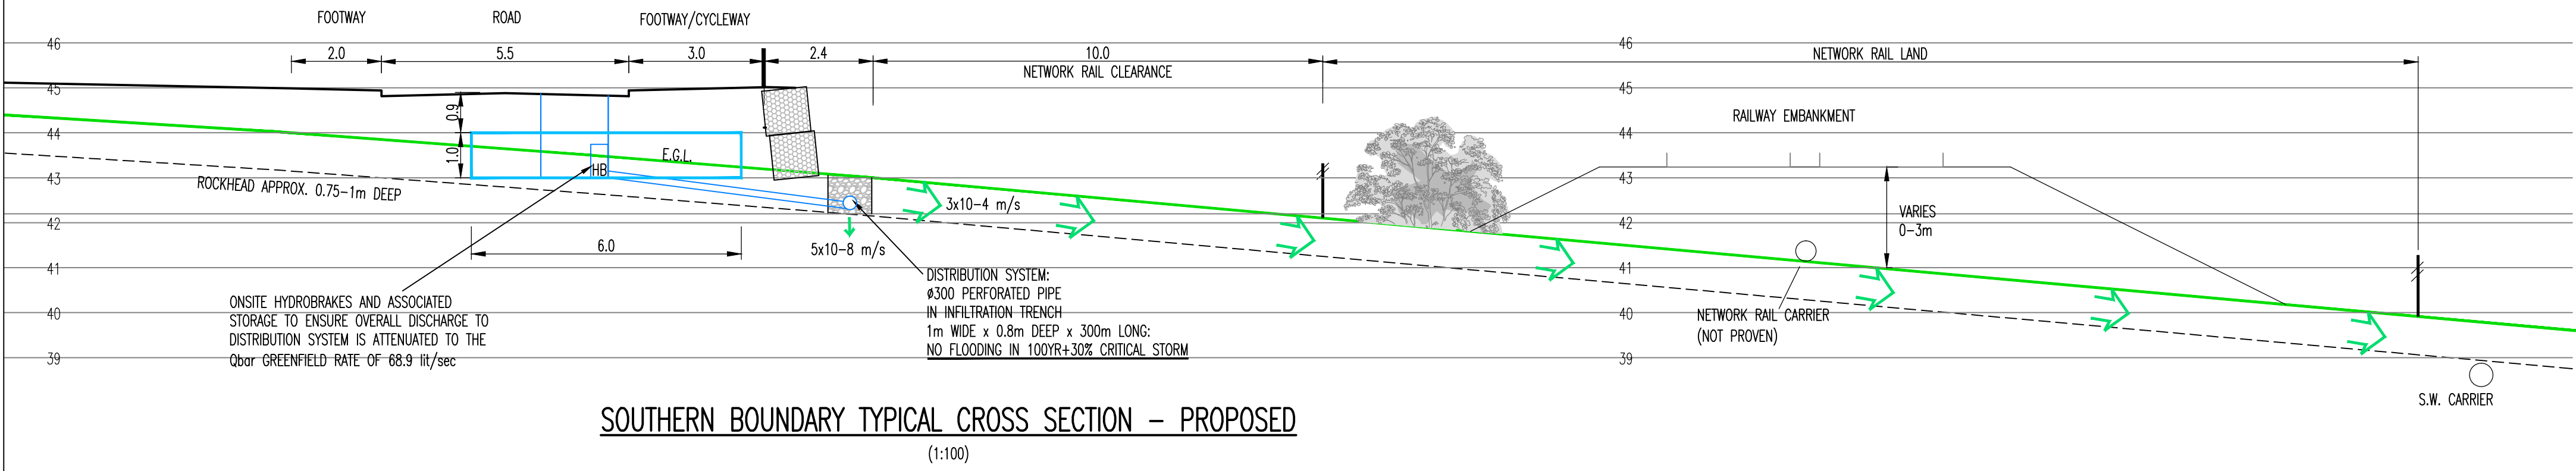 FOOTWAY
ROAD
FOOTWAY/CYCLEWAY
46
2.0
5.5
3.0
2.4
10.0
NETWORK RAIL CLEARANCE
46
NETWORK RAIL LAND
45
0.9
45
RAILWAY EMBANKMENT
44
1.0
E.G.L.
44
HB
43
ROCKHEAD APPROX. 0.75-1m DEEP
43
3x10-4 m/s
42
42
VARIES
0-3m
6.0
5x10-8 m/s
41
41
DISTRIBUTION SYSTEM:
ø300 PERFORATED PIPE
IN INFILTRATION TRENCH
1m WIDE x 0.8m DEEP x 300m LONG:
NO FLOODING IN 100YR+30% CRITICAL STORM
ONSITE HYDROBRAKES AND ASSOCIATED
STORAGE TO ENSURE OVERALL DISCHARGE TO
DISTRIBUTION SYSTEM IS ATTENUATED TO THE
Qbar GREENFIELD RATE OF 68.9 lit/sec
40
40
NETWORK RAIL CARRIER
(NOT PROVEN)
39
39
S.W. CARRIER
SOUTHERN BOUNDARY TYPICAL CROSS SECTION - PROPOSED
(1:100)